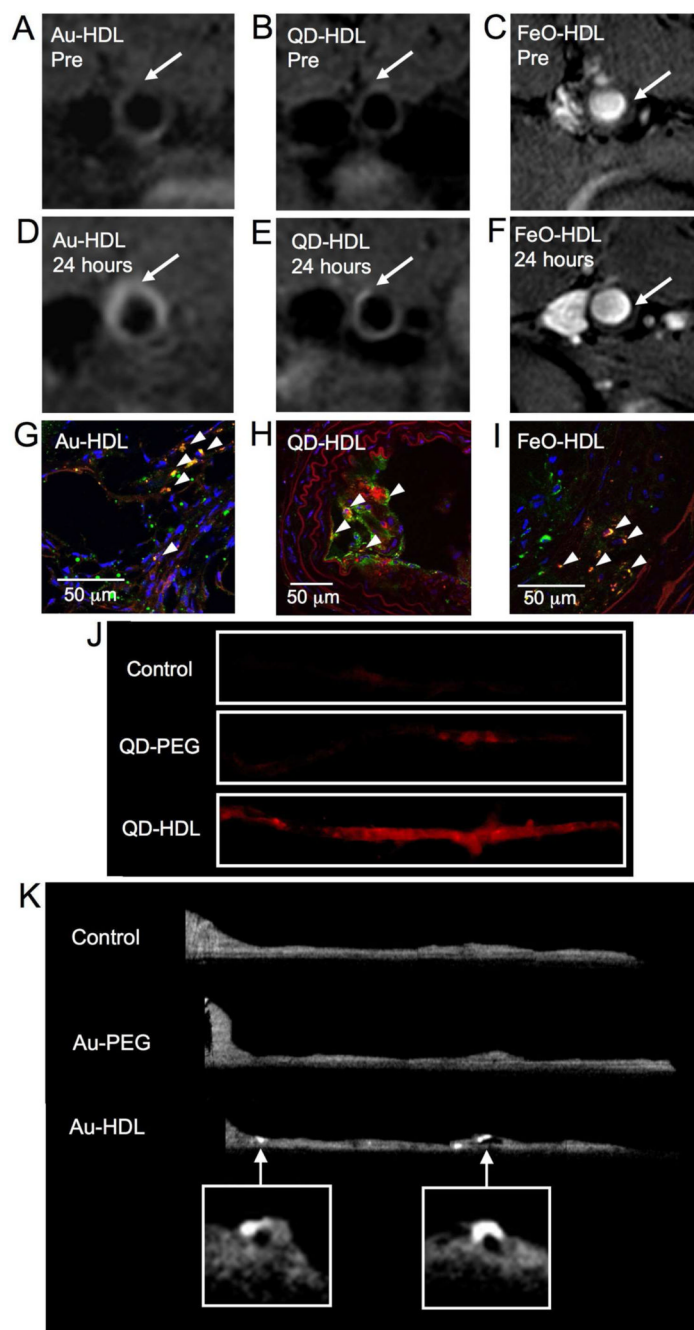 A
Au-HDL
Pre
B
QD-HDL
Pre
C
FeO-HDL
Pre
D
Au-HDL
24 hours
E
QD-HDL
24 hours
F
FeO-HDL
24 hours
G
Au-HDL
50 μm
H
QD-HDL
50 μm
I
FeO-HDL
50 μm
J
Control
QD-PEG
QD-HDL
K
Control
Au-PEG
Au-HDL